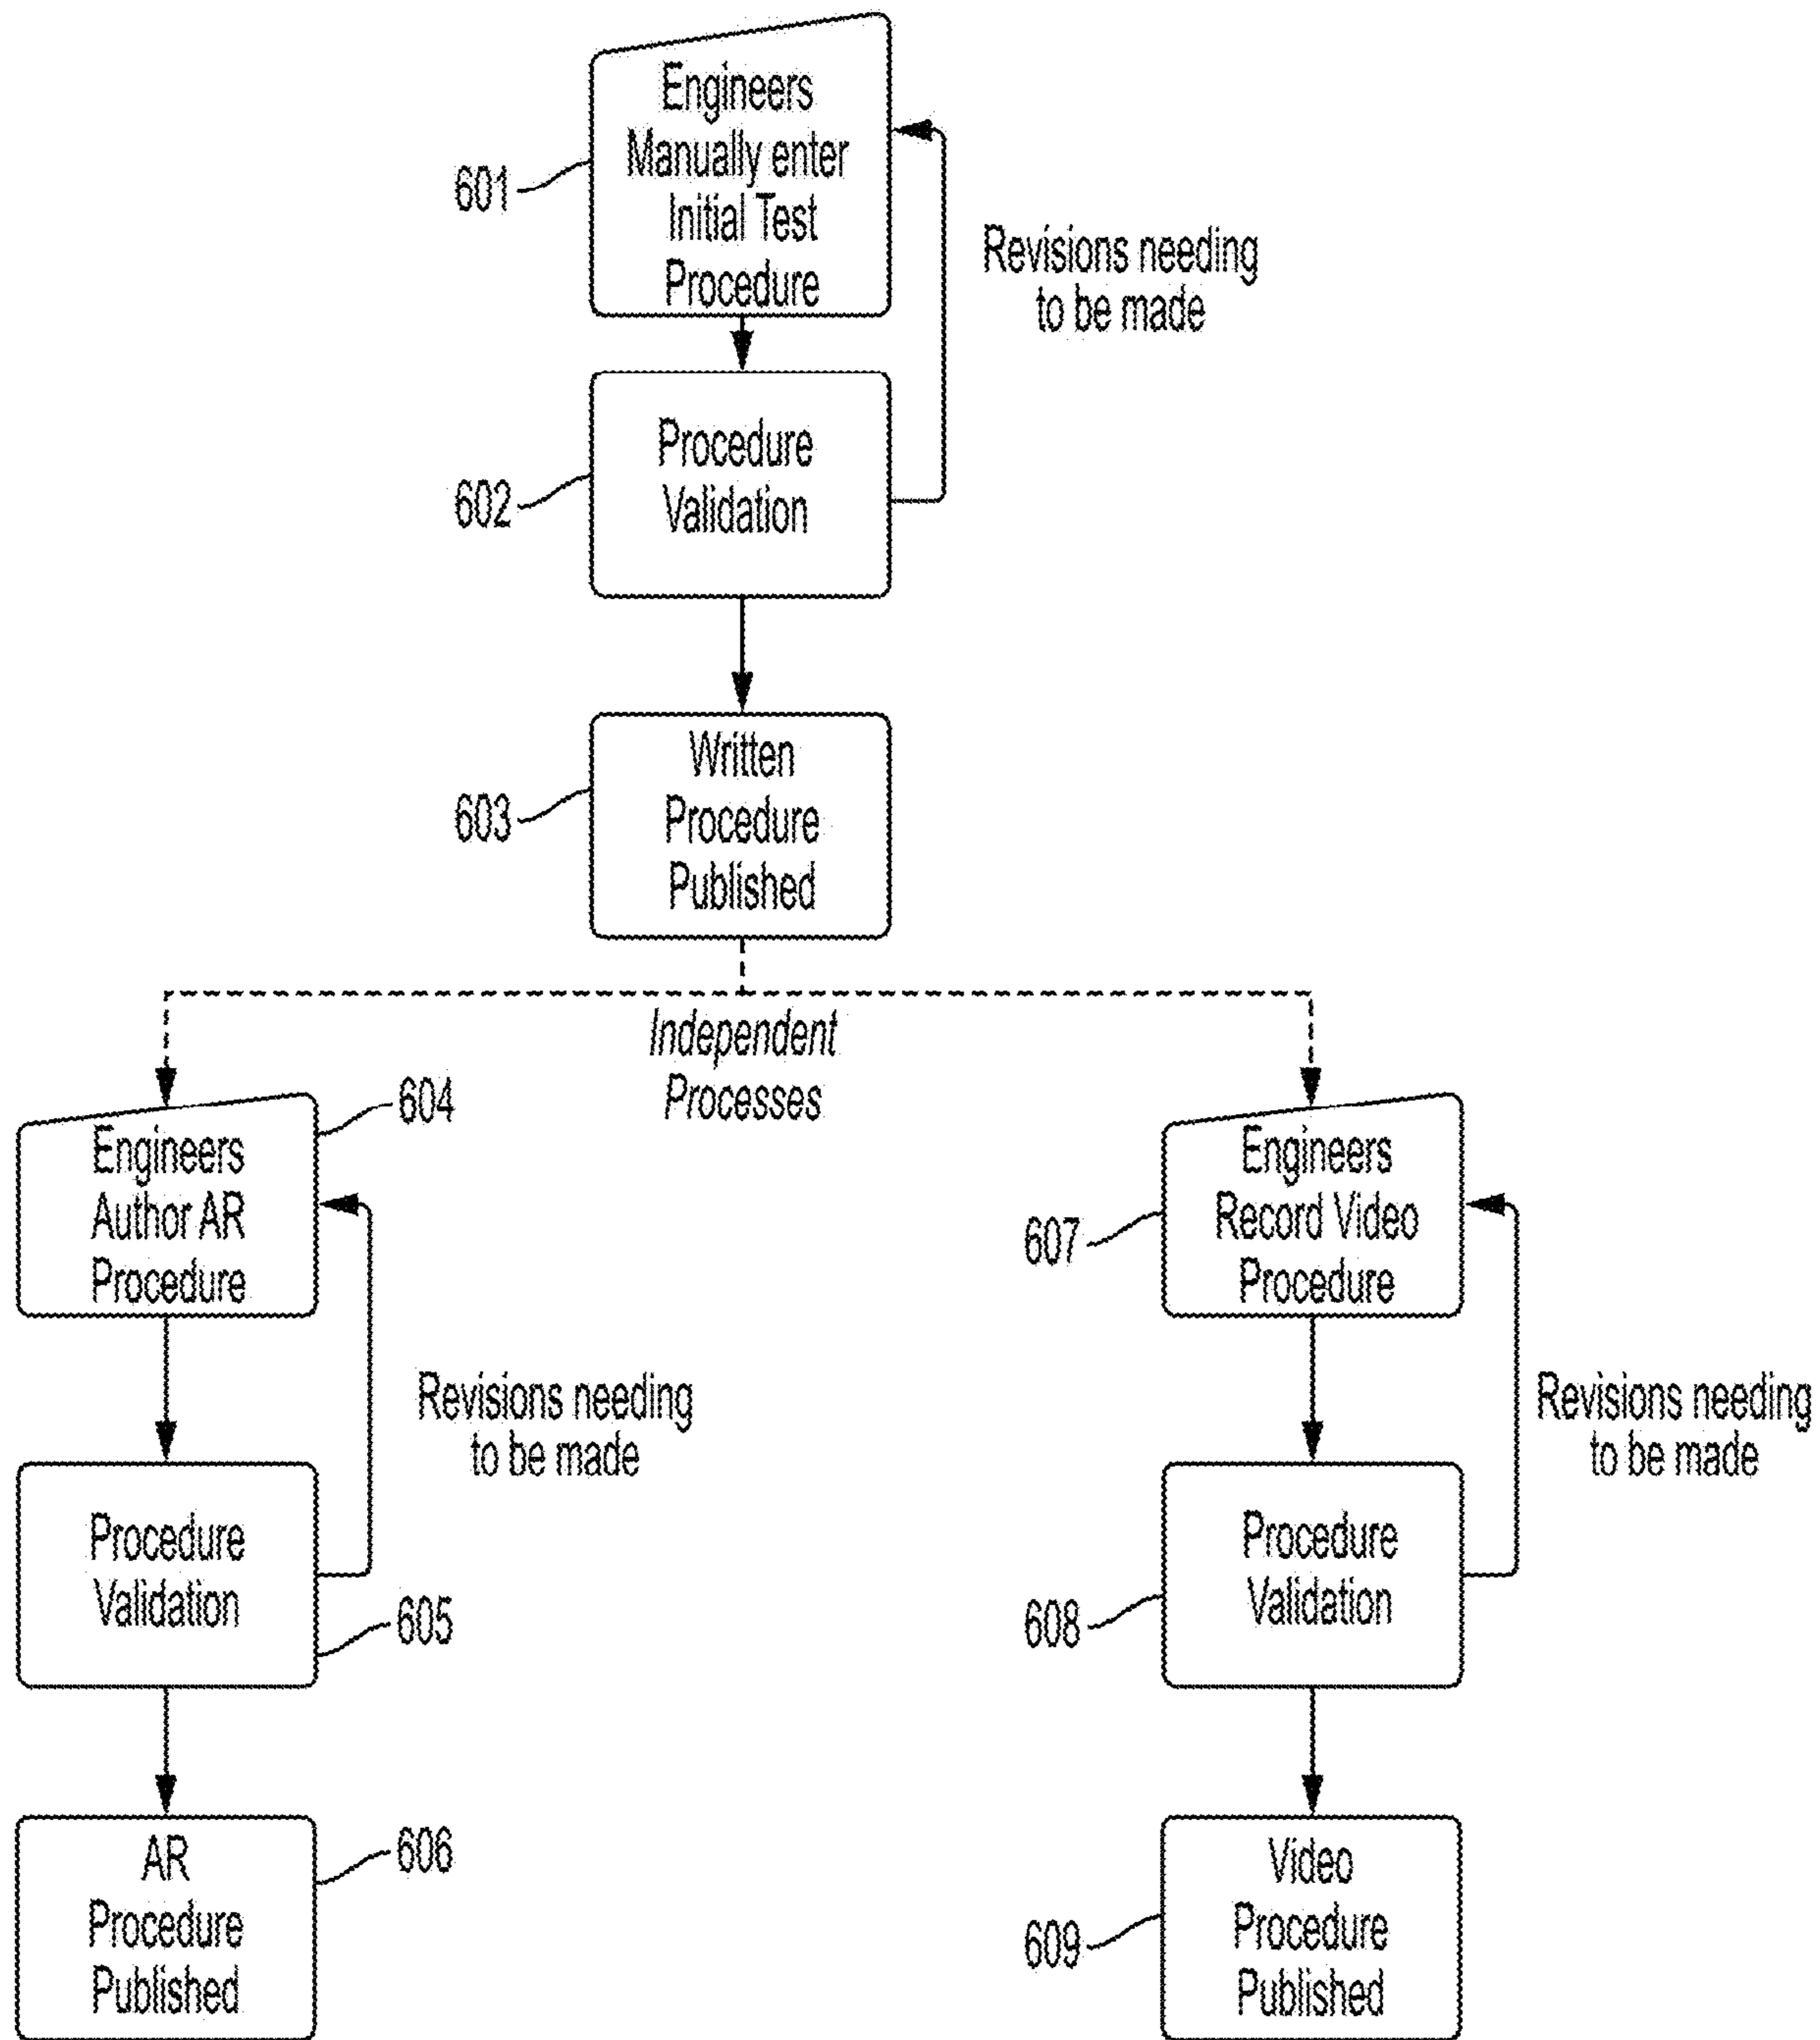 Engineers
Manually enter
Initial Test
Procedure
601
Revisions needing
to be made
Procedure
Validation
602
Written
Procedure
Published
603
Independent
Processes
604
Engineers
Author AR
Procedure
Revisions needing
to be made
Procedure
Validation
605
AR
Procedure
Published
606
Engineers
Record Video
Procedure
607
Revisions needing
to be made
Procedure
Validation
608
Video
Procedure
Published
609